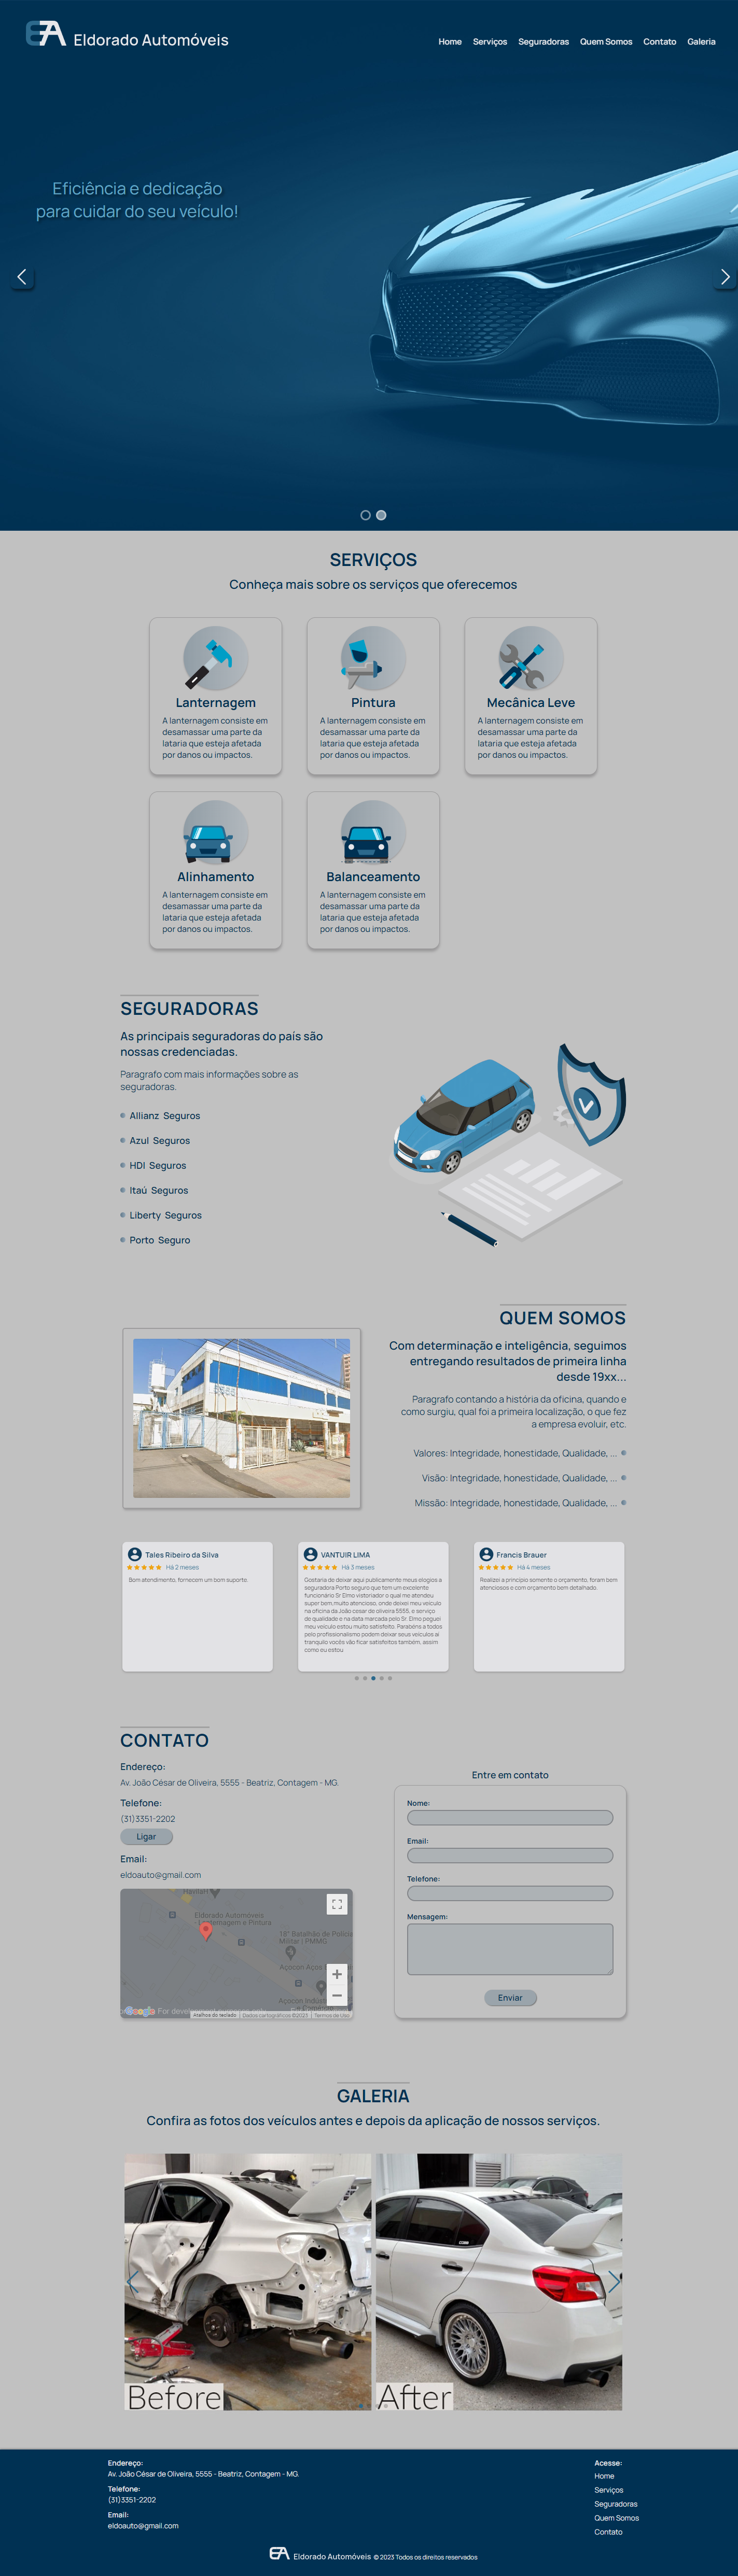 EA Eldorado Automóveis
Home Serviços Seguradoras Quem Somos Contato Galeria
Eficiência e dedicação
para cuidar do seu veículo!
SERVIÇOS
Conheça mais sobre os serviços que oferecemos
Lanternagem
A lanternagem consiste em
desamassar uma parte da
lataria que esteja afetada
por danos ou impactos.
Pintura
A lanternagem consiste em
desamassar uma parte da
lataria que esteja afetada
por danos ou impactos.
Mecânica Leve
A lanternagem consiste em
desamassar uma parte da
lataria que esteja afetada
por danos ou impactos.
Alinhamento
A lanternagem consiste em
desamassar uma parte da
lataria que esteja afetada
por danos ou impactos.
Balanceamento
A lanternagem consiste em
desamassar uma parte da
lataria que esteja afetada
por danos ou impactos.
SEGURADORAS
As principais seguradoras do país são
nossas credenciadas.
Paragrafo com mais informações sobre as
seguradoras.
Allianz Seguros
Azul Seguros
HDI Seguros
Itaú Seguros
Liberty Seguros
Porto Seguro
QUEM SOMOS
Com determinação e inteligência, seguimos
entregando resultados de primeira linha
desde 19xx...
Paragrafo contando a história da oficina, quando e
como surgiu, qual foi a primeira localização, o que fez
a empresa evoluir, etc.
Valores: Integridade, honestidade, Qualidade, ...
Visão: Integridade, honestidade, Qualidade, ...
Missão: Integridade, honestidade, Qualidade, ...
Tales Ribeiro da Silva
Há 2 meses
Bom atendimento, fornecem um bom suporte.
VANTUIR LIMA
Há 3 meses
Gostaria de deixar aqui publicamente meus elogios a
seguradora Porto seguro que tem um excelente
funcionário Sr Elmo vistoriador o qual me atendeu
super bem,muito atencioso, onde deixei meu veículo
na oficina da João cesar de oliveira 5555, e serviço
de qualidade e na data marcada pelo Sr. Elmo peguei
meu veículo estou muito satisfeito. Parabéns a todos
pelo profissionalismo podem deixar seus veículos aí
tranquilo vocês vão ficar satisfeitos também, assim
como eu estou
Francis Brauer
Há 4 meses
Realizei a princípio somente o orçamento, foram bem
atenciosos e com orçamento bem detalhado.
CONTATO
Endereço:
Av. João César de Oliveira, 5555 - Beatriz, Contagem - MG.
Telefone:
(31)3351-2202
Ligar
Email:
eldoauto@gmail.com
Eldorado Automóveis
Lanternagem e Pintura
18° Batalhão de Polícia
Militar | PMMG
Açocon Aços
Açocon Indús
Google For development
Atalhos do teclado Dados cartográficos ©2023 Termos de Uso
Entre em contato
Nome:
Email:
Telefone:
Mensagem:
Enviar
GALERIA
Confira as fotos dos veículos antes e depois da aplicação de nossos serviços.
Before
After
Endereço:
Av. João César de Oliveira, 5555 - Beatriz, Contagem - MG.
Telefone:
(31)3351-2202
Email:
eldoauto@gmail.com
Acesse:
Home
Serviços
Seguradoras
Quem Somos
Contato
EA Eldorado Automóveis © 2023 Todos os direitos reservados